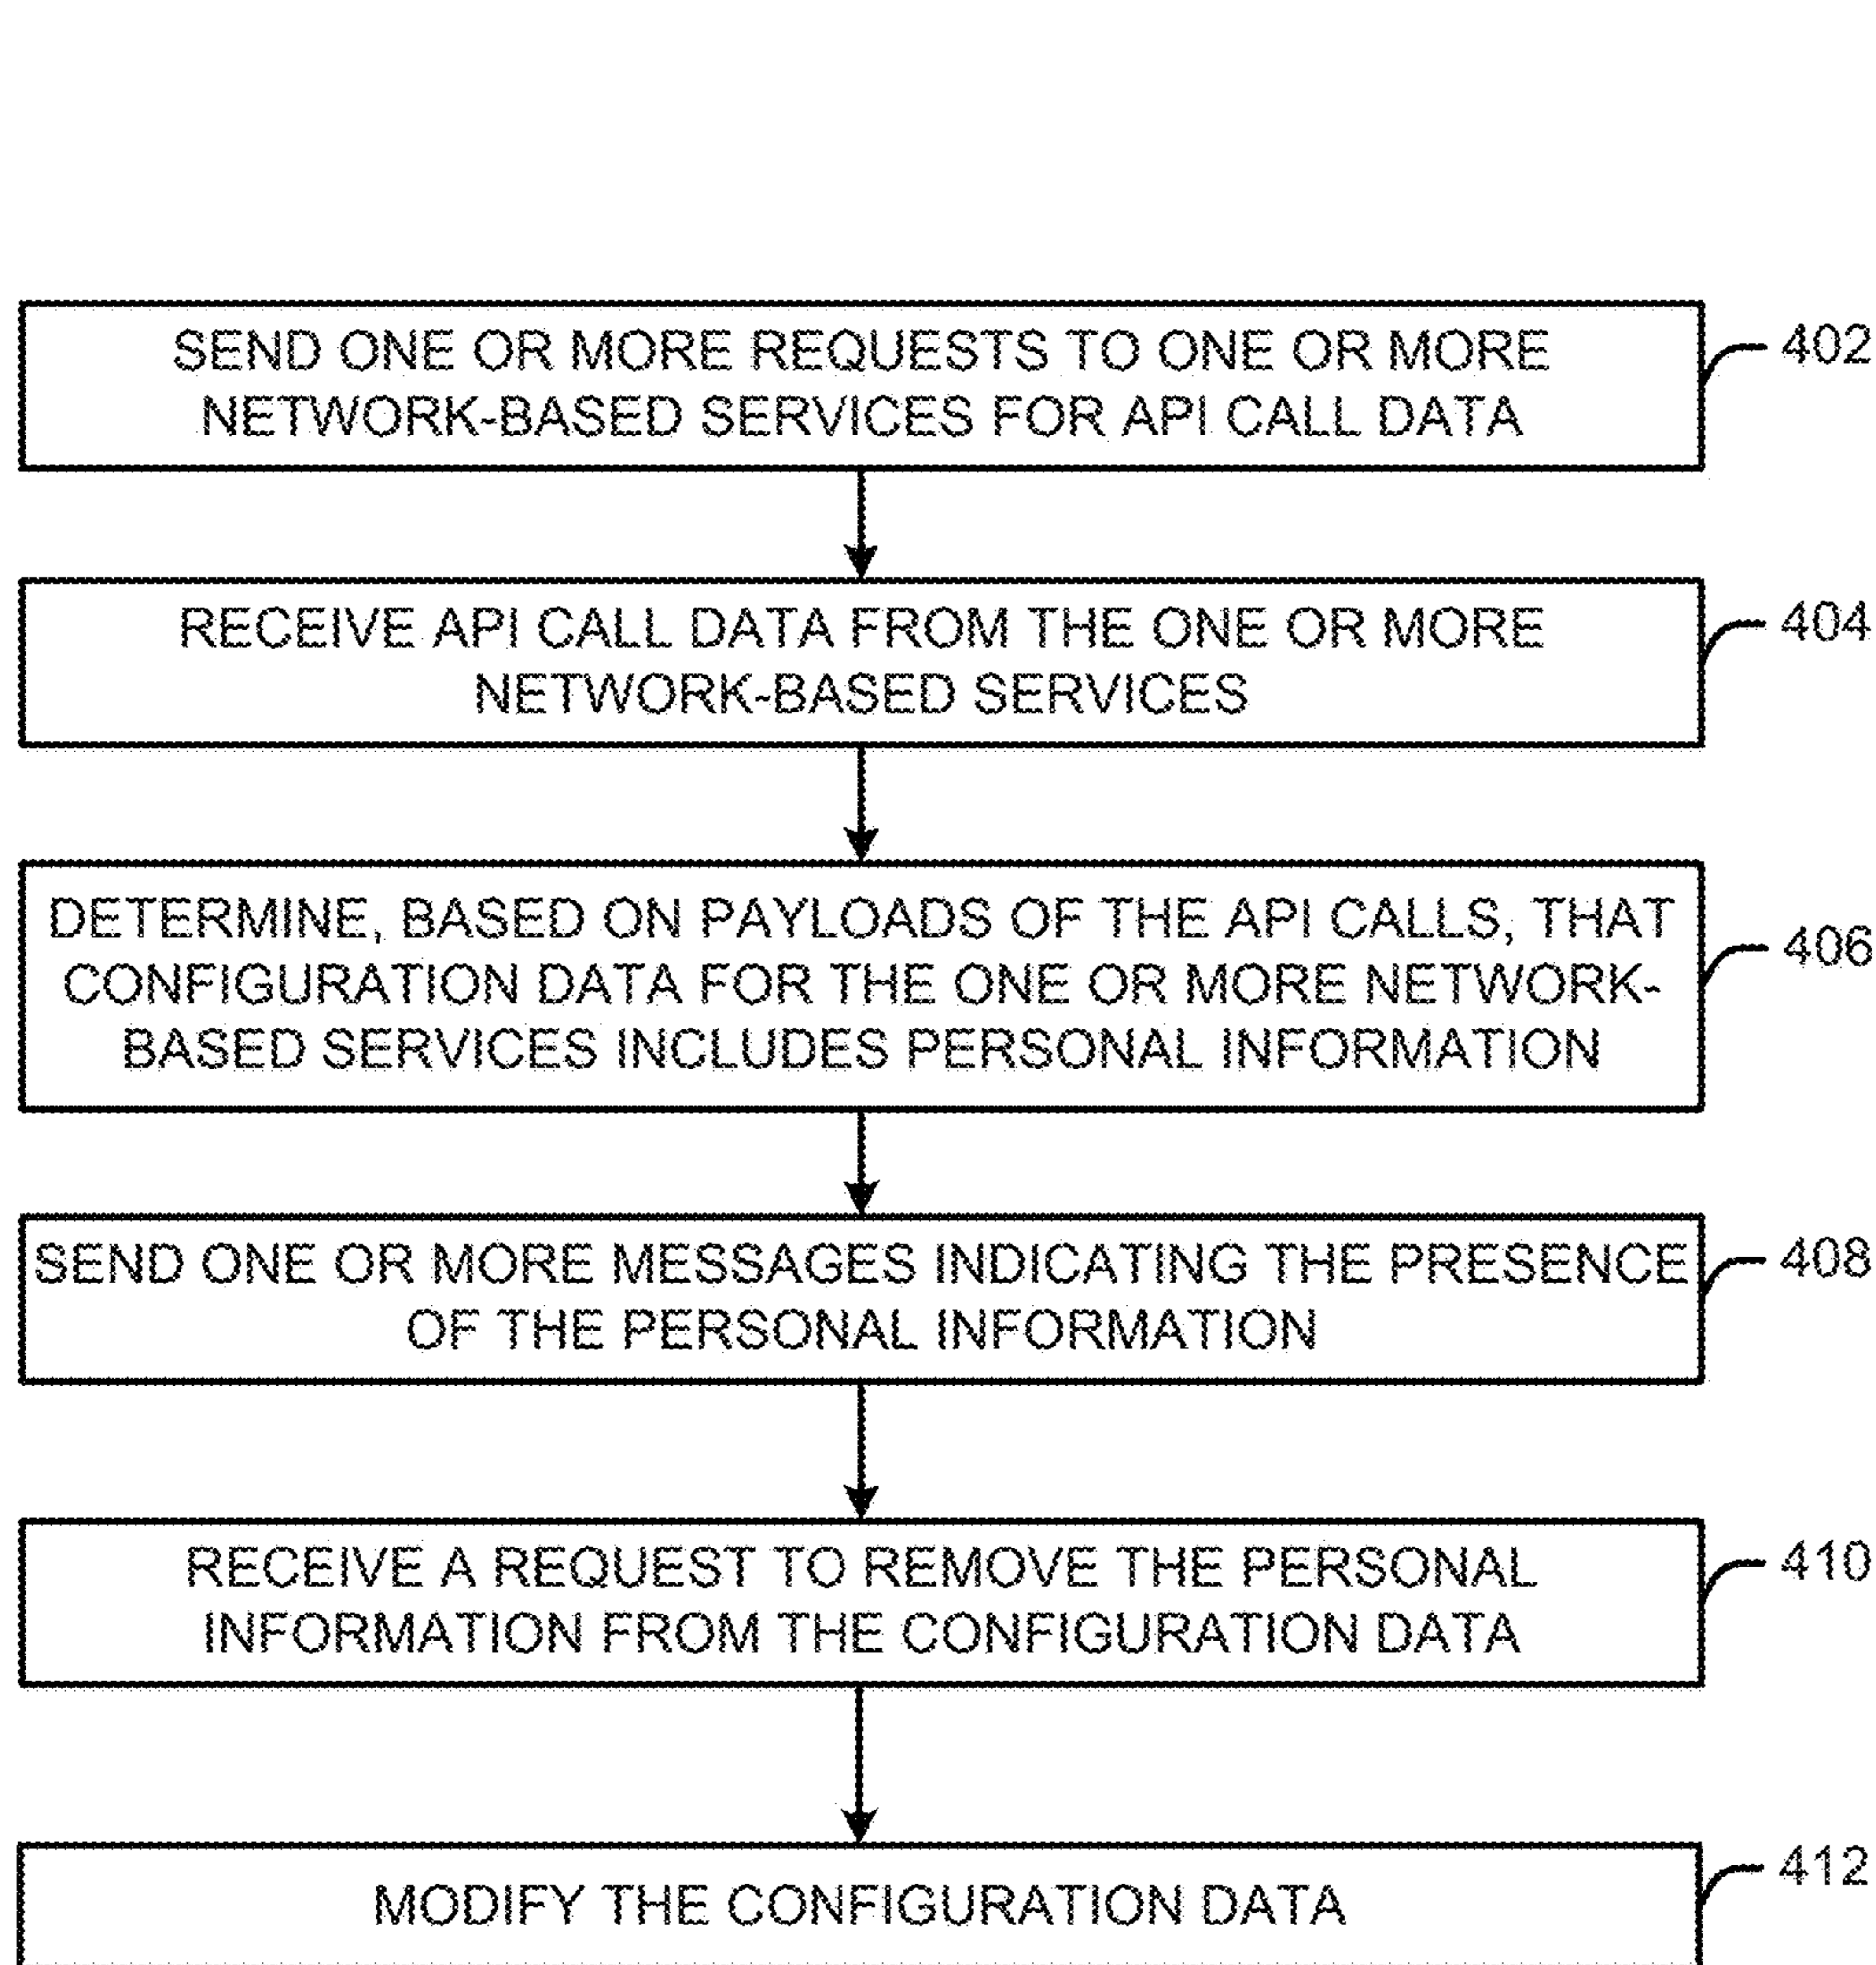 SEND ONE OR MORE REQUESTS TO ONE OR MORE
NETWORK-BASED SERVICES FOR API CALL DATA
402
RECEIVE API CALL DATA FROM THE ONE OR MORE
NETWORK-BASED SERVICES
404
DETERMINE, BASED ON PAYLOADS OF THE API CALLS, THAT
CONFIGURATION DATA FOR THE ONE OR MORE NETWORK-
BASED SERVICES INCLUDES PERSONAL INFORMATION
406
SEND ONE OR MORE MESSAGES INDICATING THE PRESENCE
OF THE PERSONAL INFORMATION
408
RECEIVE A REQUEST TO REMOVE THE PERSONAL
INFORMATION FROM THE CONFIGURATION DATA
410
MODIFY THE CONFIGURATION DATA
412